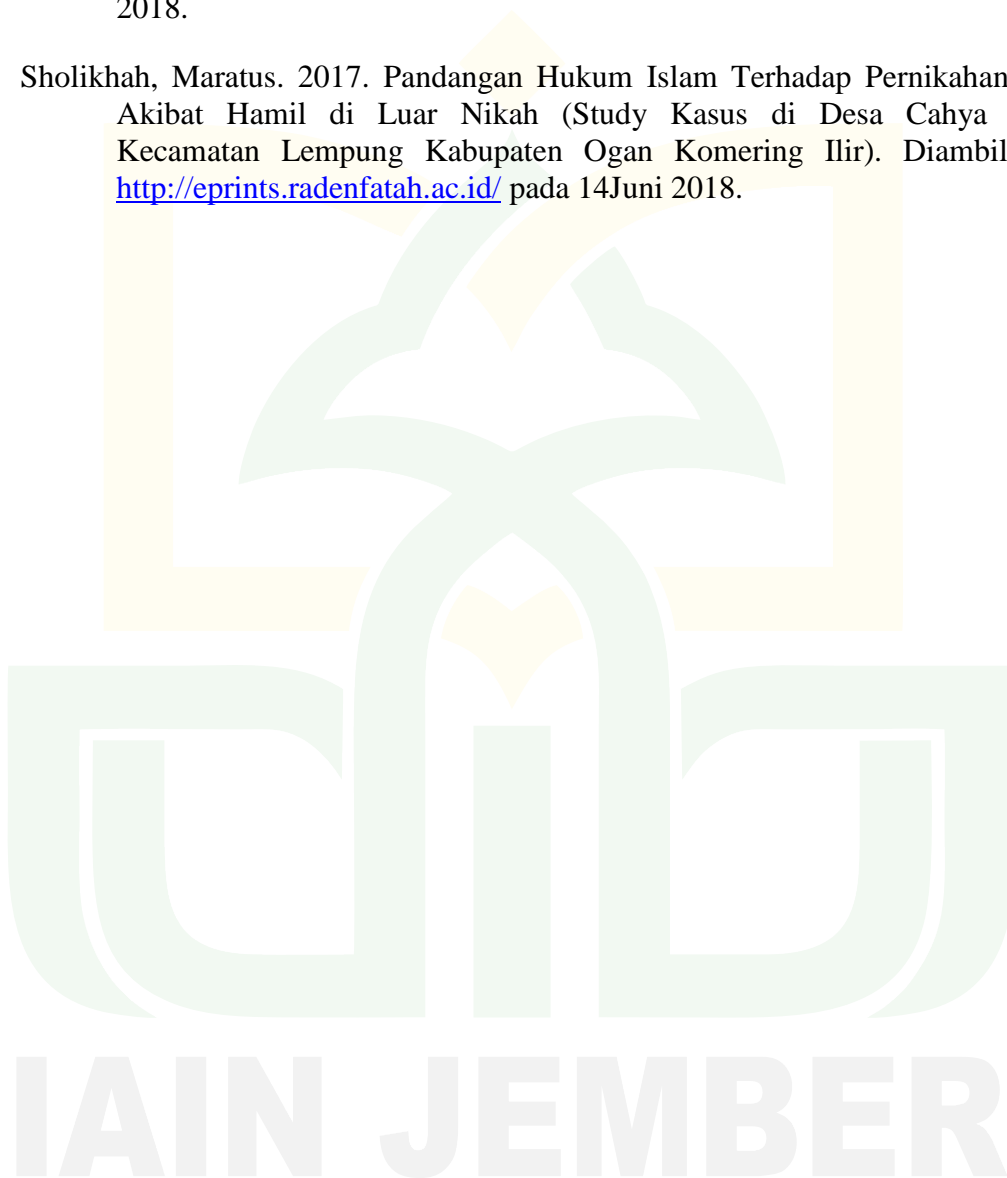 2018.
Sholikhah, Maratus. 2017. Pandangan Hukum Islam Terhadap Pernikahan
Akibat Hamil di Luar Nikah (Study Kasus di Desa Cahya
Kecamatan Lempung Kabupaten Ogan Komering Ilir). Diambil
http://eprints.radenfatah.ac.id/ pada 14Juni 2018.
IAIN JEMBER